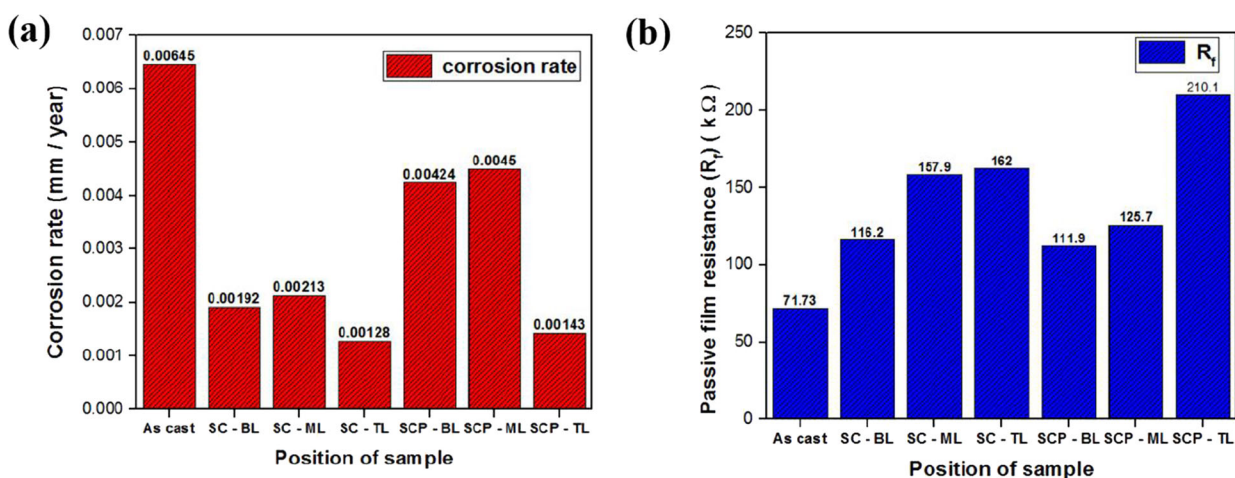 (a)
0.007
0.006
0.005
0.004
0.003
0.002
0.001
0.000
Corrosion rate (mm / year)
corrosion rate
0.00645
0.00192
0.00213
0.00128
0.00424
0.0045
0.00143
As cast SC - BL SC - ML SC - TL SCP - BL SCP - ML SCP - TL
Position of sample
(b)
250
200
150
100
50
0
Passive film resistance (Rf) ( k Ω )
Rf
71.73
116.2
157.9
162
111.9
125.7
210.1
As cast SC - BL SC - ML SC - TL SCP - BL SCP - ML SCP - TL
Position of sample